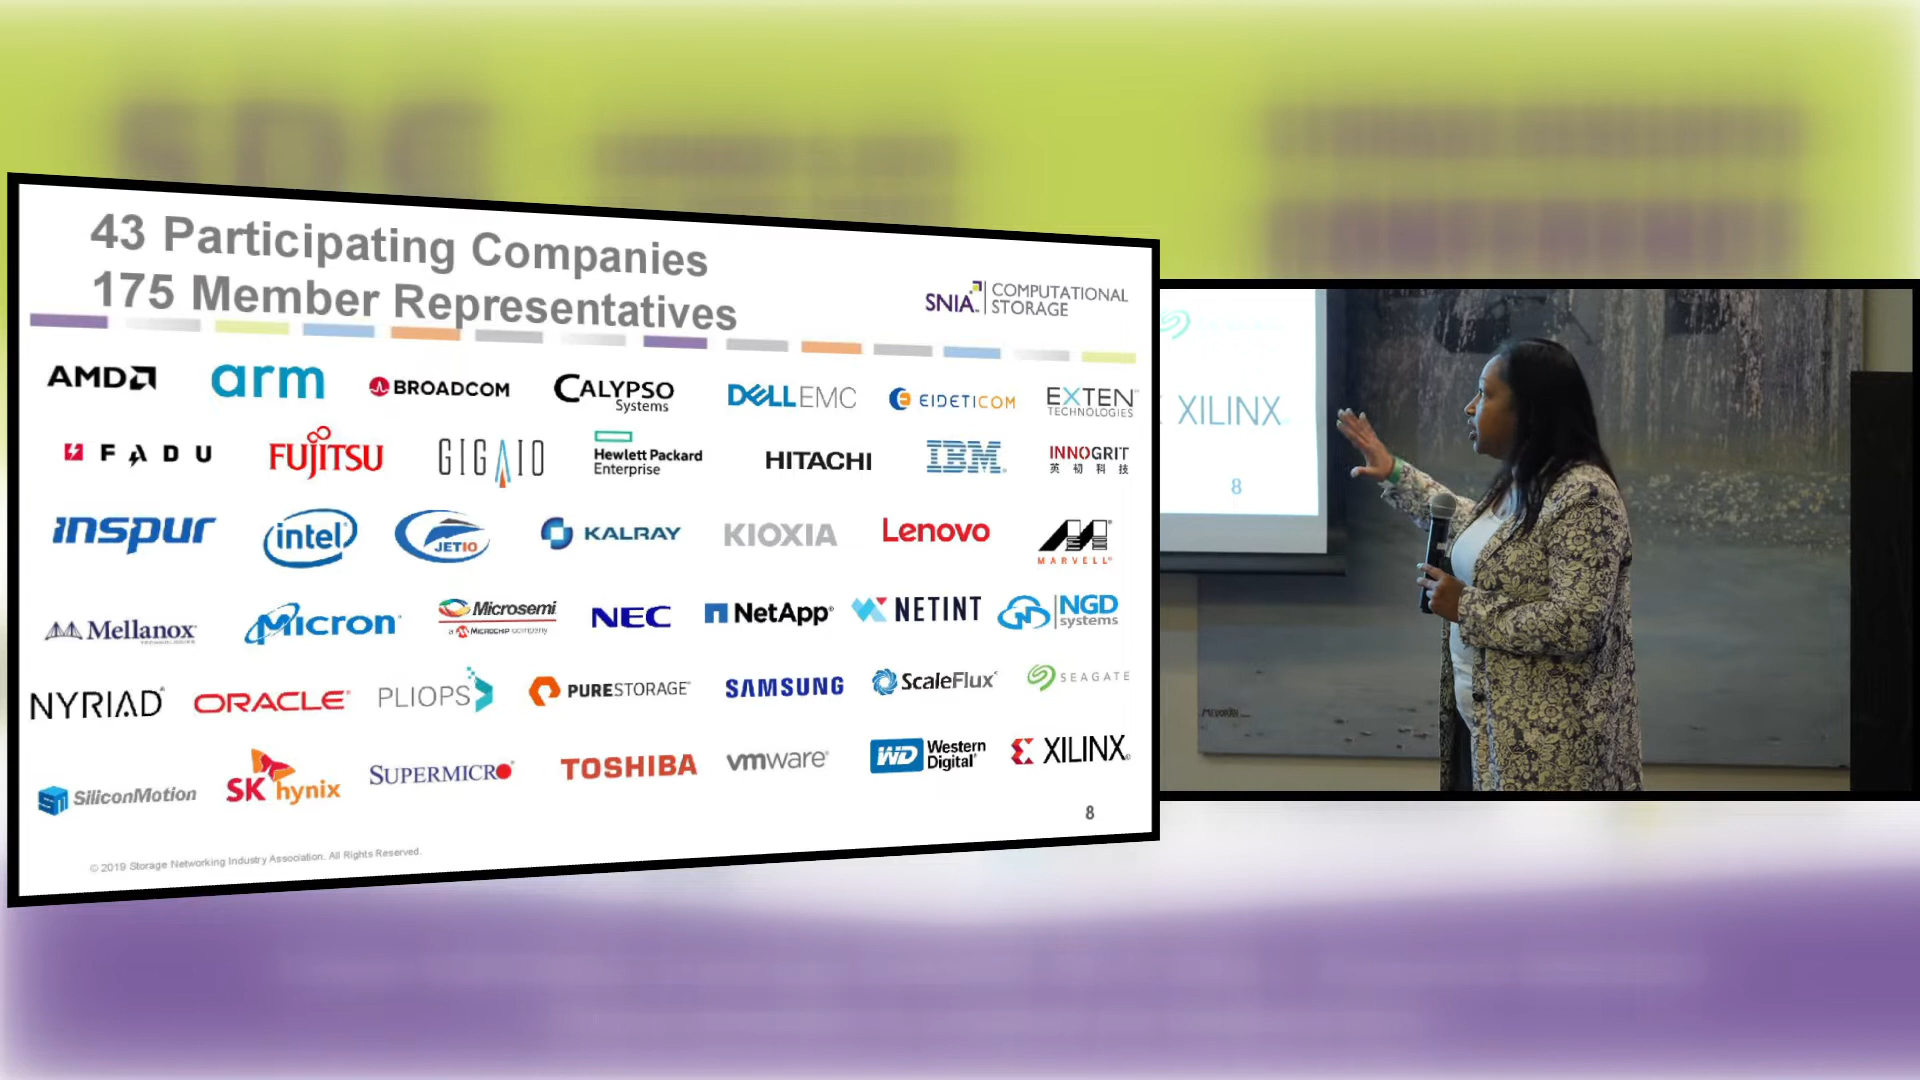 43 Participating Companies
175 Member Representatives
SNIA. COMPUTATIONAL STORAGE
AMD arm BROADCOM CALYPSO Systems DELLEMC EIDETICOM EXTEN TECHNOLOGIES
FADU FUJITSU GIGAIO Hewlett Packard Enterprise HITACHI IBM INNOGRIT 英韧科技
inspur intel JETIO KALRAY KIOXIA Lenovo MARVELL
Mellanox TECHNOLOGIES Micron Microsemi a MICROCHIP company NEC NetApp NETINT NGD systems
NYRIAD ORACLE PLIOPS PURESTORAGE SAMSUNG ScaleFlux SEAGATE
SiliconMotion SK hynix SUPERMICRO TOSHIBA vmware WD Western Digital XILINX
8
© 2019 Storage Networking Industry Association. All Rights Reserved.
XILINX
8